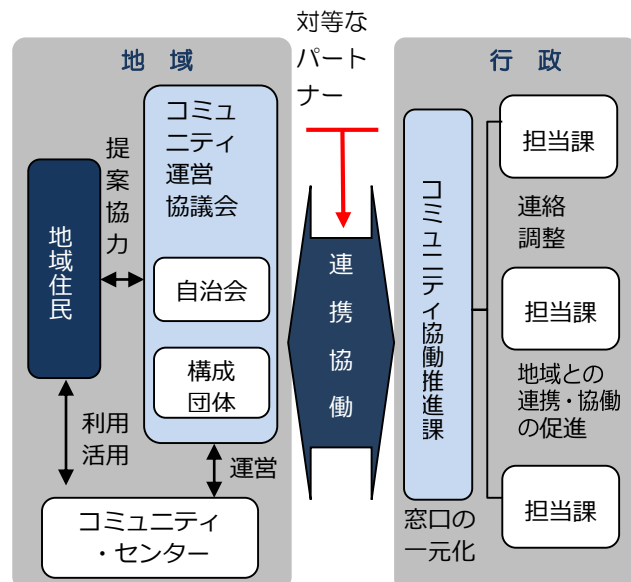 対等な
パート
ナー
地　域
コミュ
ニティ
運営
協議会
提案協力
地域住民
自治会
構成
団体
利用
活用
運営
コミュニティ
・センター
連携協働
行　政
コミュニティ協働推進課
担当課
連絡
調整
担当課
地域との
連携・協働
の促進
担当課
窓口の
一元化